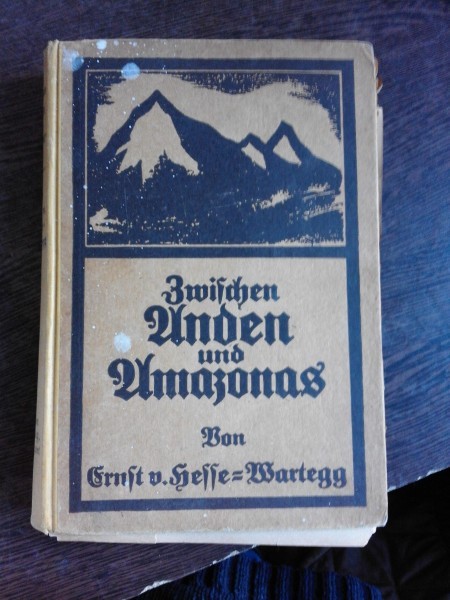 Zwiſchen
Anden
und
Amazonas
Von
Ernſt v. Heſſe=Wartegg